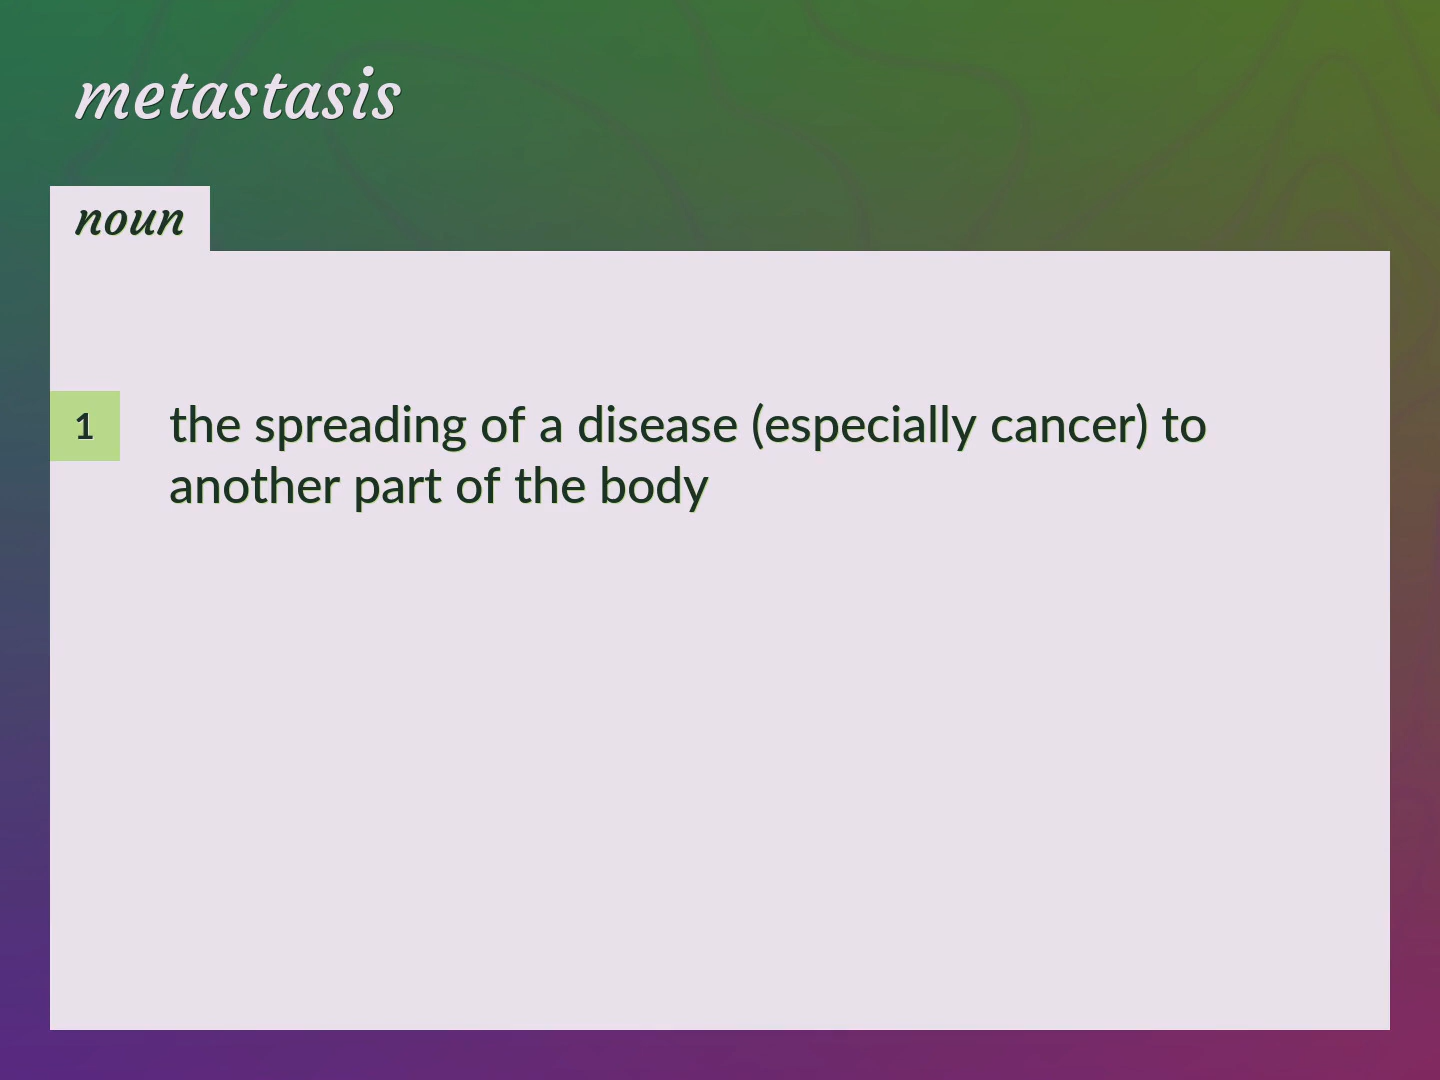 metastasis
noun
1
the spreading of a disease (especially cancer) to
another part of the body